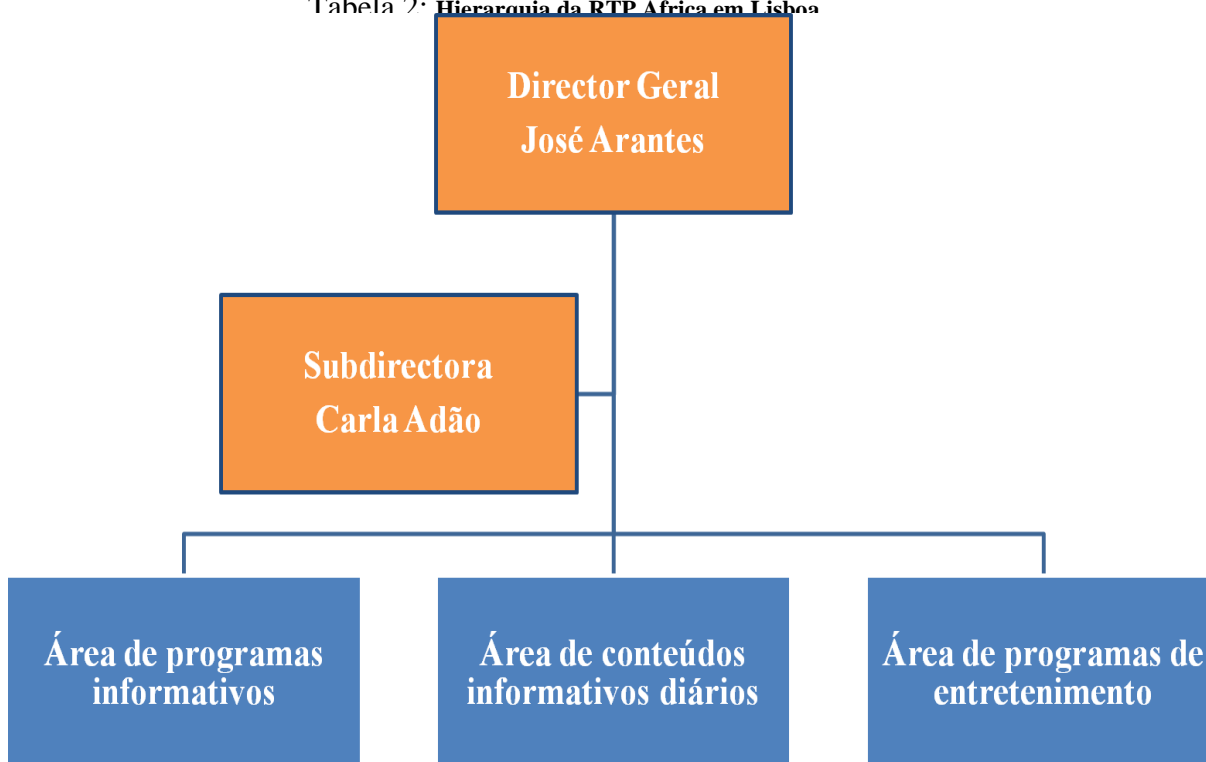 Tabela 2: Hierarquia da RTP Africa em Lisboa
Director Geral
José Arantes
Subdirectora
Carla Adão
Área de programas
informativos
Área de conteúdos
informativos diários
Área de programas de
entretenimento